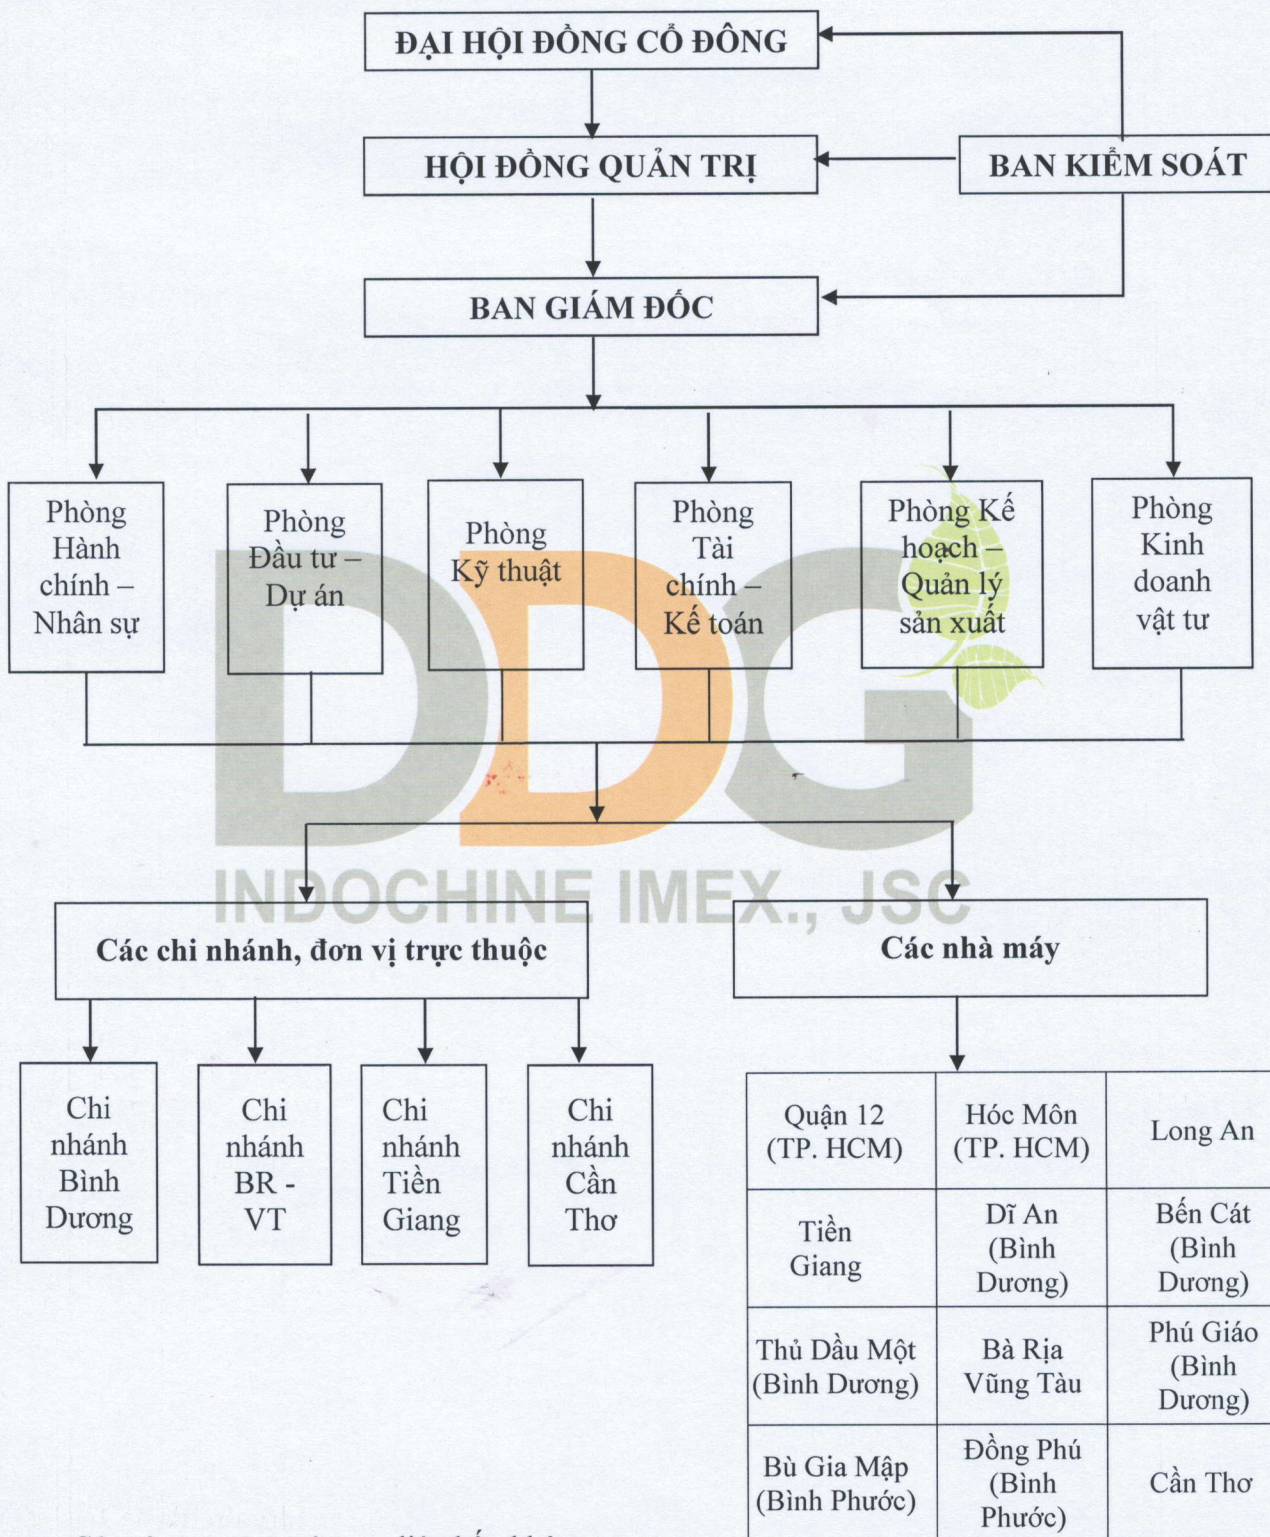 ĐẠI HỘI ĐỒNG CỔ ĐÔNG
HỘI ĐỒNG QUẢN TRỊ
BAN KIỂM SOÁT
BAN GIÁM ĐỐC
Phòng
Hành
chính –
Nhân sự
Phòng
Đầu tư –
Dự án
Phòng
Kỹ thuật
Phòng
Tài
chính –
Kế toán
Phòng Kế
hoạch –
Quản lý
sản xuất
Phòng
Kinh
doanh
vật tư
DDG
INDOCHINE IMEX., JSC
Các chi nhánh, đơn vị trực thuộc
Các nhà máy
Chi
nhánh
Bình
Dương
Chi
nhánh
BR -
VT
Chi
nhánh
Tiền
Giang
Chi
nhánh
Cần
Thơ
Quận 12
(TP. HCM)
Hóc Môn
(TP. HCM)
Long An
Tiền
Giang
Dĩ An
(Bình
Dương)
Bến Cát
(Bình
Dương)
Thủ Dầu Một
(Bình Dương)
Bà Rịa
Vũng Tàu
Phú Giáo
(Bình
Dương)
Bù Gia Mập
(Bình Phước)
Đồng Phú
(Bình
Phước)
Cần Thơ